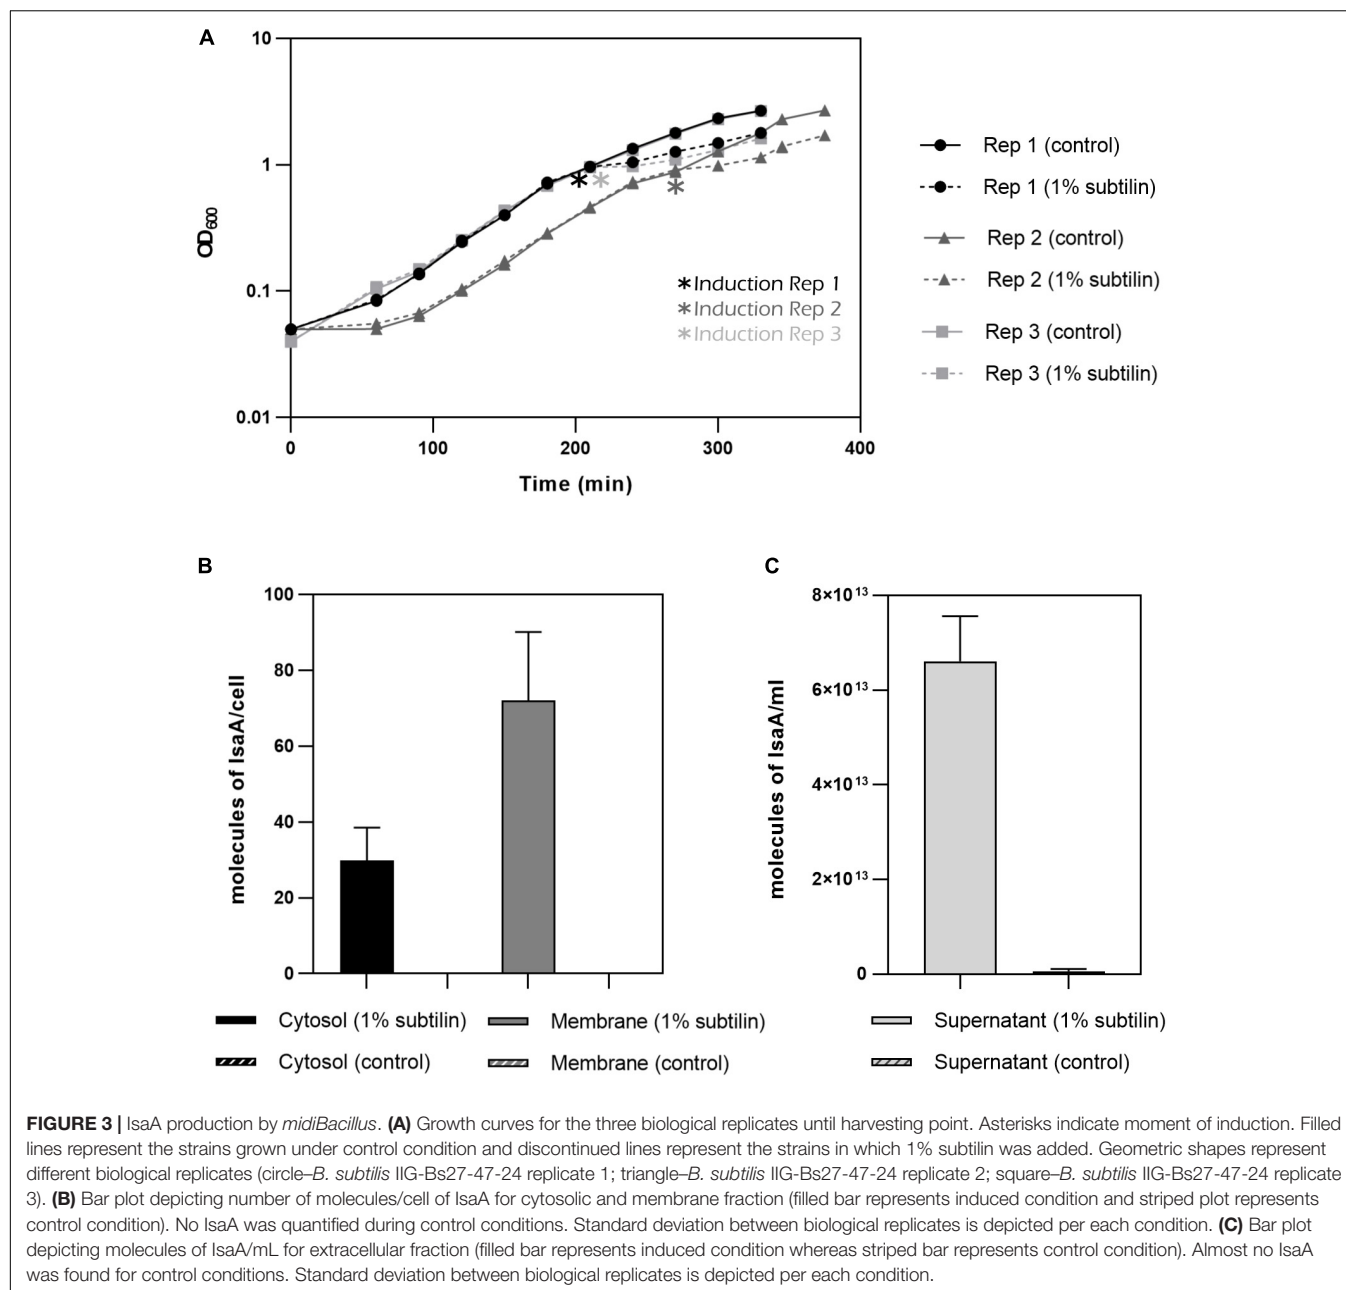 A
10
1
0.1
0.01
OD600
0
100
200
300
400
Time (min)
*Induction Rep 1
*Induction Rep 2
*Induction Rep 3
Rep 1 (control)
Rep 1 (1% subtilin)
Rep 2 (control)
Rep 2 (1% subtilin)
Rep 3 (control)
Rep 3 (1% subtilin)
B
100
80
60
40
20
0
molecules of IsaA/cell
Cytosol (1% subtilin)
Membrane (1% subtilin)
Cytosol (control)
Membrane (control)
C
8×10¹³
6×10¹³
4×10¹³
2×10¹³
0
molecules of IsaA/ml
Supernatant (1% subtilin)
Supernatant (control)
FIGURE 3 | IsaA production by midiBacillus. (A) Growth curves for the three biological replicates until harvesting point. Asterisks indicate moment of induction. Filled
lines represent the strains grown under control condition and discontinued lines represent the strains in which 1% subtilin was added. Geometric shapes represent
different biological replicates (circle–B. subtilis IIG-Bs27-47-24 replicate 1; triangle–B. subtilis IIG-Bs27-47-24 replicate 2; square–B. subtilis IIG-Bs27-47-24 replicate
3). (B) Bar plot depicting number of molecules/cell of IsaA for cytosolic and membrane fraction (filled bar represents induced condition and striped plot represents
control condition). No IsaA was quantified during control conditions. Standard deviation between biological replicates is depicted per each condition. (C) Bar plot
depicting molecules of IsaA/mL for extracellular fraction (filled bar represents induced condition whereas striped bar represents control condition). Almost no IsaA
was found for control conditions. Standard deviation between biological replicates is depicted per each condition.